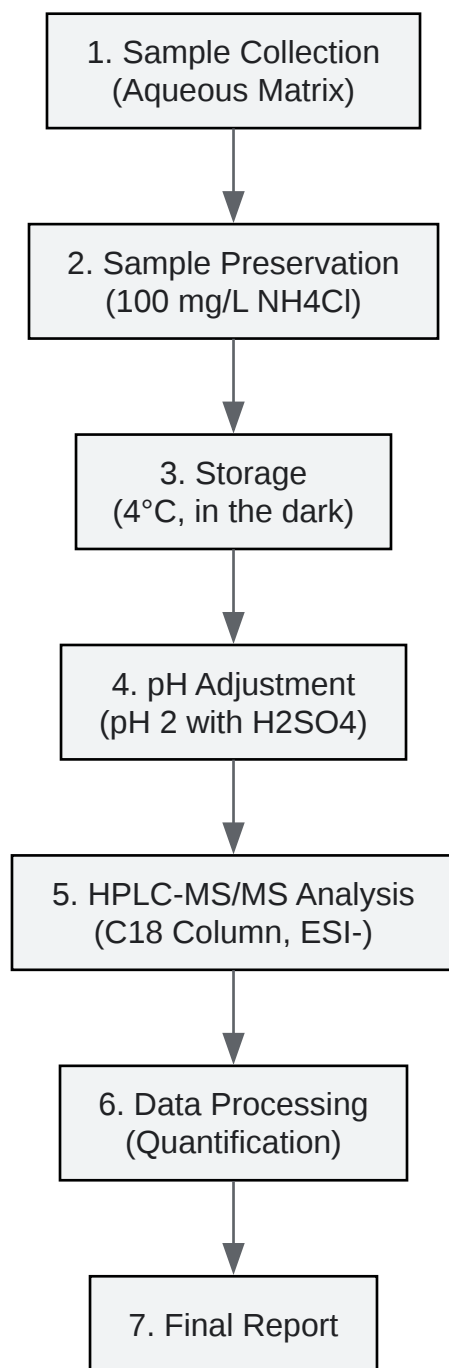 1. Sample Collection
(Aqueous Matrix)
2. Sample Preservation
(100 mg/L NH4Cl)
3. Storage
(4°C, in the dark)
4. pH Adjustment
(pH 2 with H2SO4)
5. HPLC-MS/MS Analysis
(C18 Column, ESI-)
6. Data Processing
(Quantification)
7. Final Report